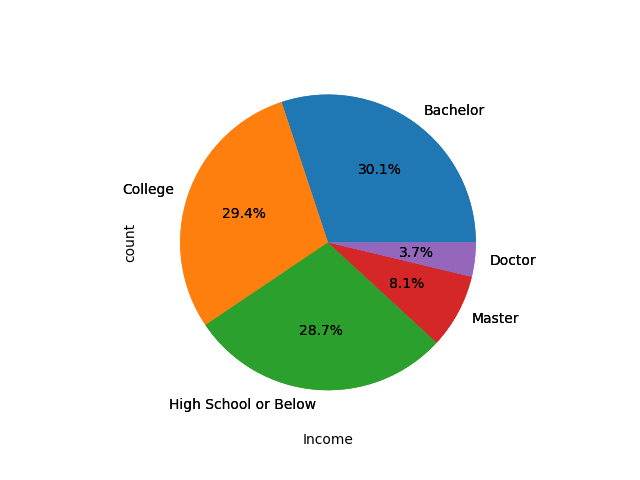 Bachelor
30.1%
College
29.4%
count
3.7%
Doctor
8.1%
Master
28.7%
High School or Below
Income